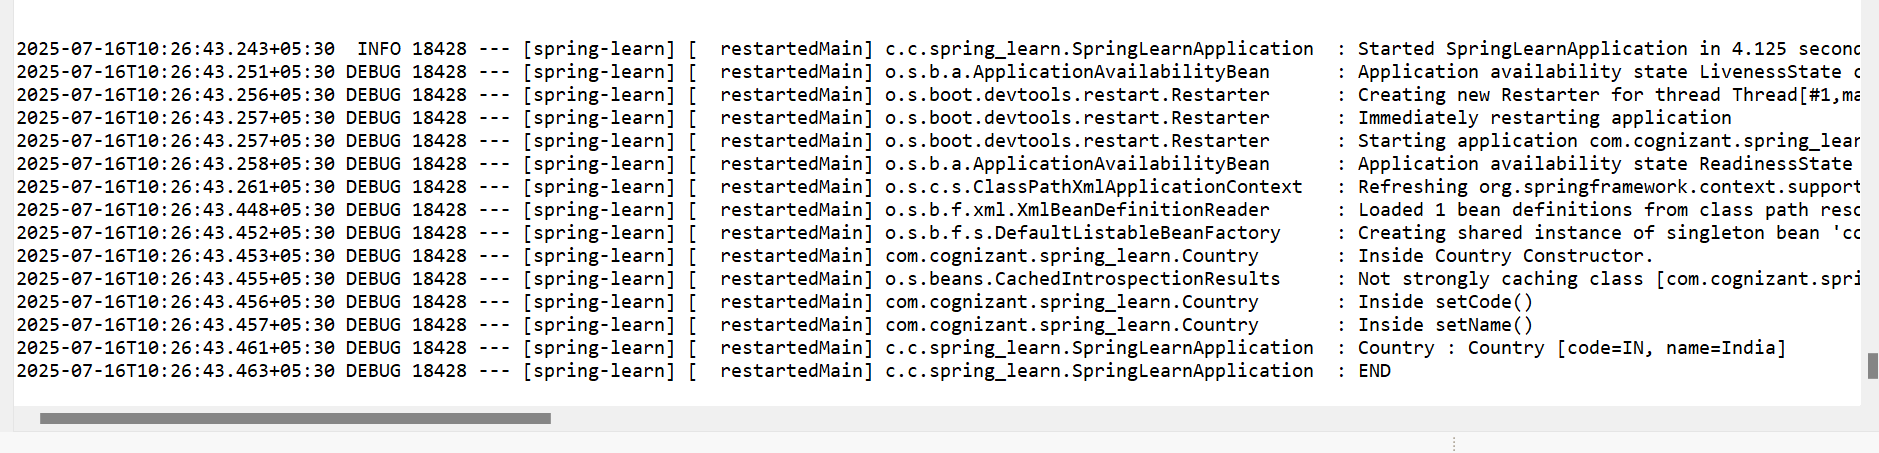 2025-07-16T10:26:43.243+05:30  INFO 18428 --- [spring-learn] [  restartedMain] c.c.spring_learn.SpringLearnApplication  : Started SpringLearnApplication in 4.125 second
2025-07-16T10:26:43.251+05:30 DEBUG 18428 --- [spring-learn] [  restartedMain] o.s.b.a.ApplicationAvailabilityBean      : Application availability state LivenessState c
2025-07-16T10:26:43.256+05:30 DEBUG 18428 --- [spring-learn] [  restartedMain] o.s.boot.devtools.restart.Restarter      : Creating new Restarter for thread Thread[#1,ma
2025-07-16T10:26:43.257+05:30 DEBUG 18428 --- [spring-learn] [  restartedMain] o.s.boot.devtools.restart.Restarter      : Immediately restarting application
2025-07-16T10:26:43.257+05:30 DEBUG 18428 --- [spring-learn] [  restartedMain] o.s.boot.devtools.restart.Restarter      : Starting application com.cognizant.spring_lear
2025-07-16T10:26:43.258+05:30 DEBUG 18428 --- [spring-learn] [  restartedMain] o.s.b.a.ApplicationAvailabilityBean      : Application availability state ReadinessState
2025-07-16T10:26:43.261+05:30 DEBUG 18428 --- [spring-learn] [  restartedMain] o.s.c.s.ClassPathXmlApplicationContext   : Refreshing org.springframework.context.support
2025-07-16T10:26:43.448+05:30 DEBUG 18428 --- [spring-learn] [  restartedMain] o.s.b.f.xml.XmlBeanDefinitionReader      : Loaded 1 bean definitions from class path resc
2025-07-16T10:26:43.452+05:30 DEBUG 18428 --- [spring-learn] [  restartedMain] o.s.b.f.s.DefaultListableBeanFactory     : Creating shared instance of singleton bean 'cc
2025-07-16T10:26:43.453+05:30 DEBUG 18428 --- [spring-learn] [  restartedMain] com.cognizant.spring_learn.Country       : Inside Country Constructor.
2025-07-16T10:26:43.455+05:30 DEBUG 18428 --- [spring-learn] [  restartedMain] o.s.beans.CachedIntrospectionResults     : Not strongly caching class [com.cognizant.spri
2025-07-16T10:26:43.456+05:30 DEBUG 18428 --- [spring-learn] [  restartedMain] com.cognizant.spring_learn.Country       : Inside setCode()
2025-07-16T10:26:43.457+05:30 DEBUG 18428 --- [spring-learn] [  restartedMain] com.cognizant.spring_learn.Country       : Inside setName()
2025-07-16T10:26:43.461+05:30 DEBUG 18428 --- [spring-learn] [  restartedMain] c.c.spring_learn.SpringLearnApplication  : Country : Country [code=IN, name=India]
2025-07-16T10:26:43.463+05:30 DEBUG 18428 --- [spring-learn] [  restartedMain] c.c.spring_learn.SpringLearnApplication  : END